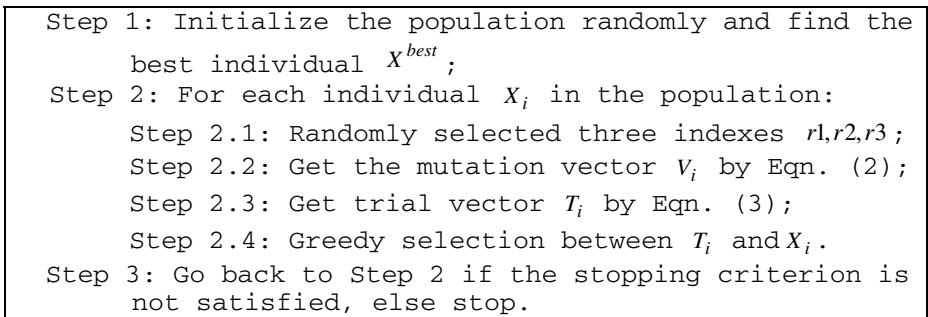 Step 1: Initialize the population randomly and find the
best individual X^best ;
Step 2: For each individual X_i in the population:
Step 2.1: Randomly selected three indexes r1,r2,r3 ;
Step 2.2: Get the mutation vector V_i by Eqn. (2);
Step 2.3: Get trial vector T_i by Eqn. (3);
Step 2.4: Greedy selection between T_i and X_i .
Step 3: Go back to Step 2 if the stopping criterion is
not satisfied, else stop.